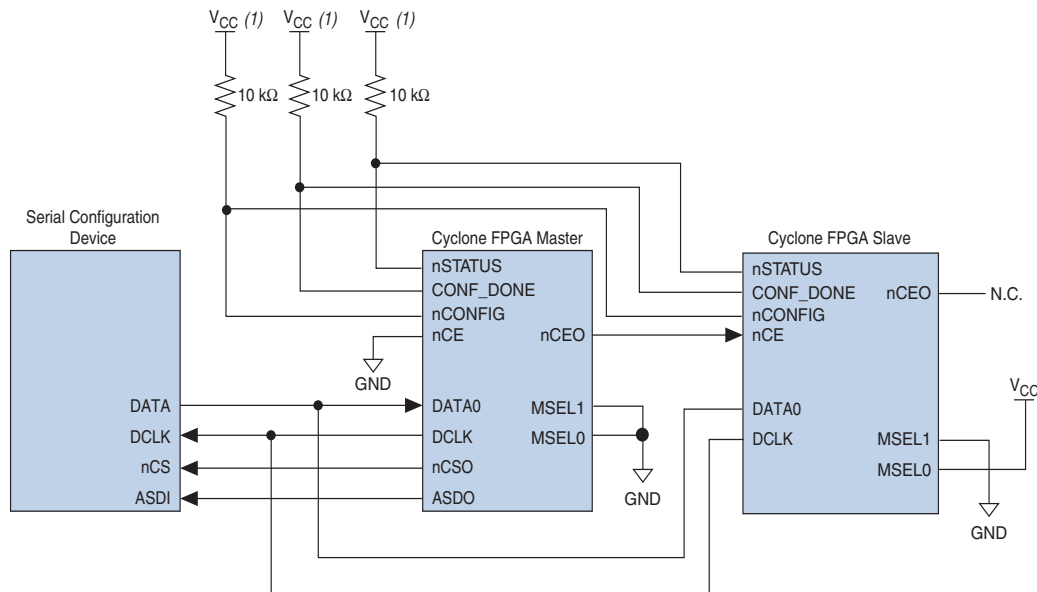 VCC (1) VCC (1) VCC (1)
10 kΩ 10 kΩ 10 kΩ
Serial Configuration
Device
DATA
DCLK
nCS
ASDI
Cyclone FPGA Master
nSTATUS
CONF_DONE
nCONFIG
nCE
nCEO
GND
DATA0
DCLK
nCSO
ASDO
MSEL1
MSEL0
GND
Cyclone FPGA Slave
nSTATUS
CONF_DONE
nCONFIG
nCE
nCEO
N.C.
DATA0
DCLK
MSEL1
MSEL0
VCC
GND